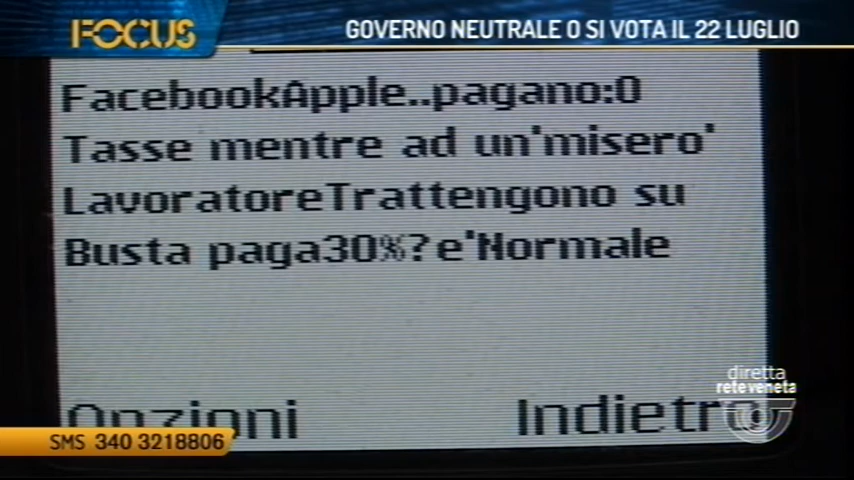 FOCUS
GOVERNO NEUTRALE O SI VOTA IL 22 LUGLIO
FacebookApple..pagano:0
Tasse mentre ad un'misero'
LavoratoreTrattengono su
Busta paga30%?e'Normale
Opzioni
Indietro
diretta
reteveneta
SMS 340 3218806